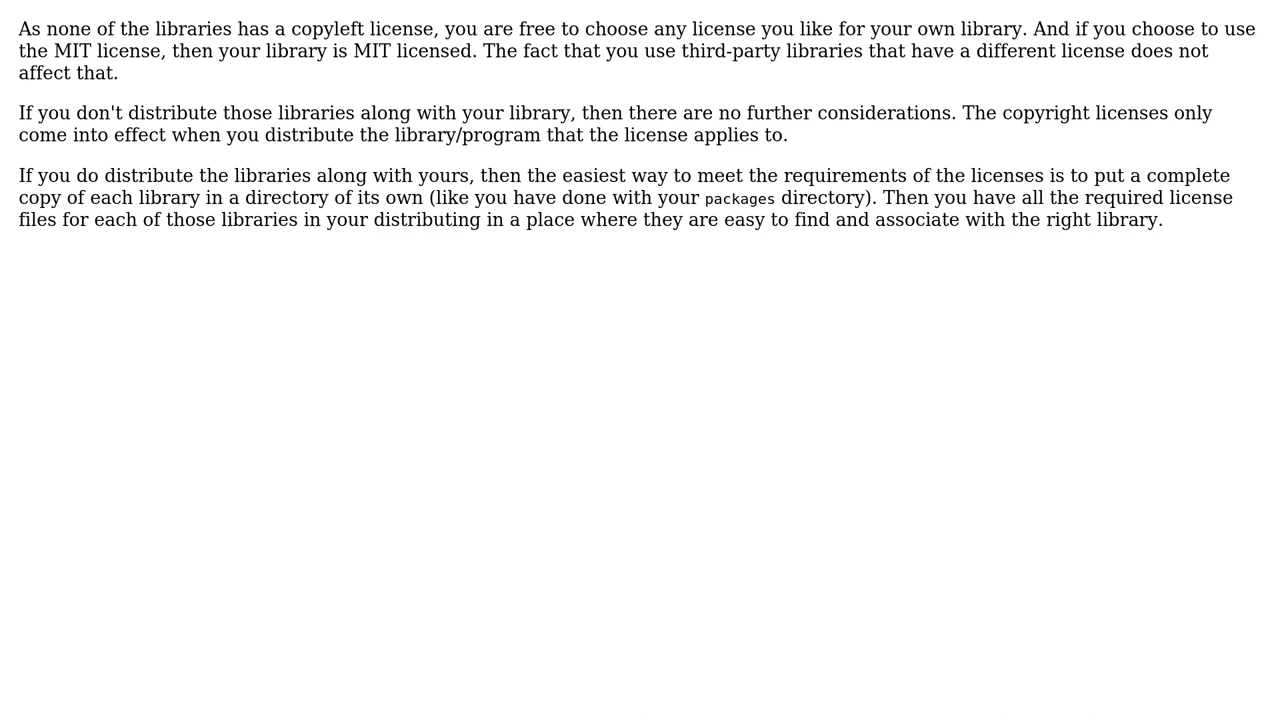 As none of the libraries has a copyleft license, you are free to choose any license you like for your own library. And if you choose to use
the MIT license, then your library is MIT licensed. The fact that you use third-party libraries that have a different license does not
affect that.
If you don't distribute those libraries along with your library, then there are no further considerations. The copyright licenses only
come into effect when you distribute the library/program that the license applies to.
If you do distribute the libraries along with yours, then the easiest way to meet the requirements of the licenses is to put a complete
copy of each library in a directory of its own (like you have done with your packages directory). Then you have all the required license
files for each of those libraries in your distributing in a place where they are easy to find and associate with the right library.